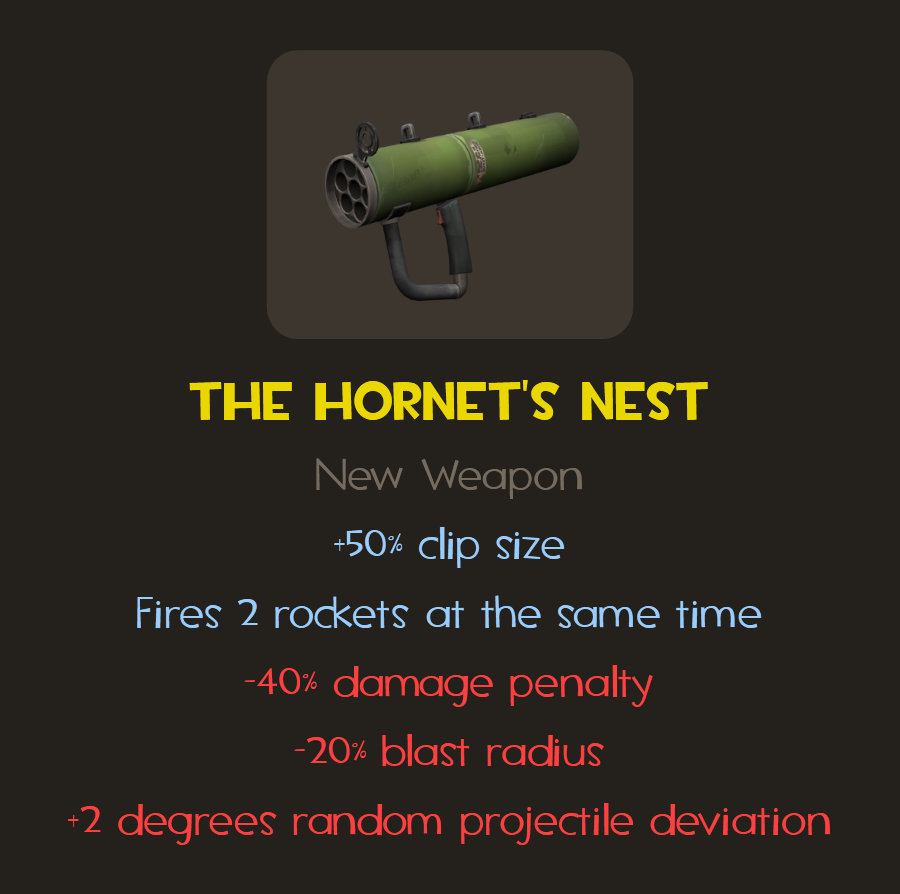 THE HORNET'S NEST
New Weapon
+50% clip size
Fires 2 rockets at the same time
-40% damage penalty
-20% blast radius
+2 degrees random projectile deviation